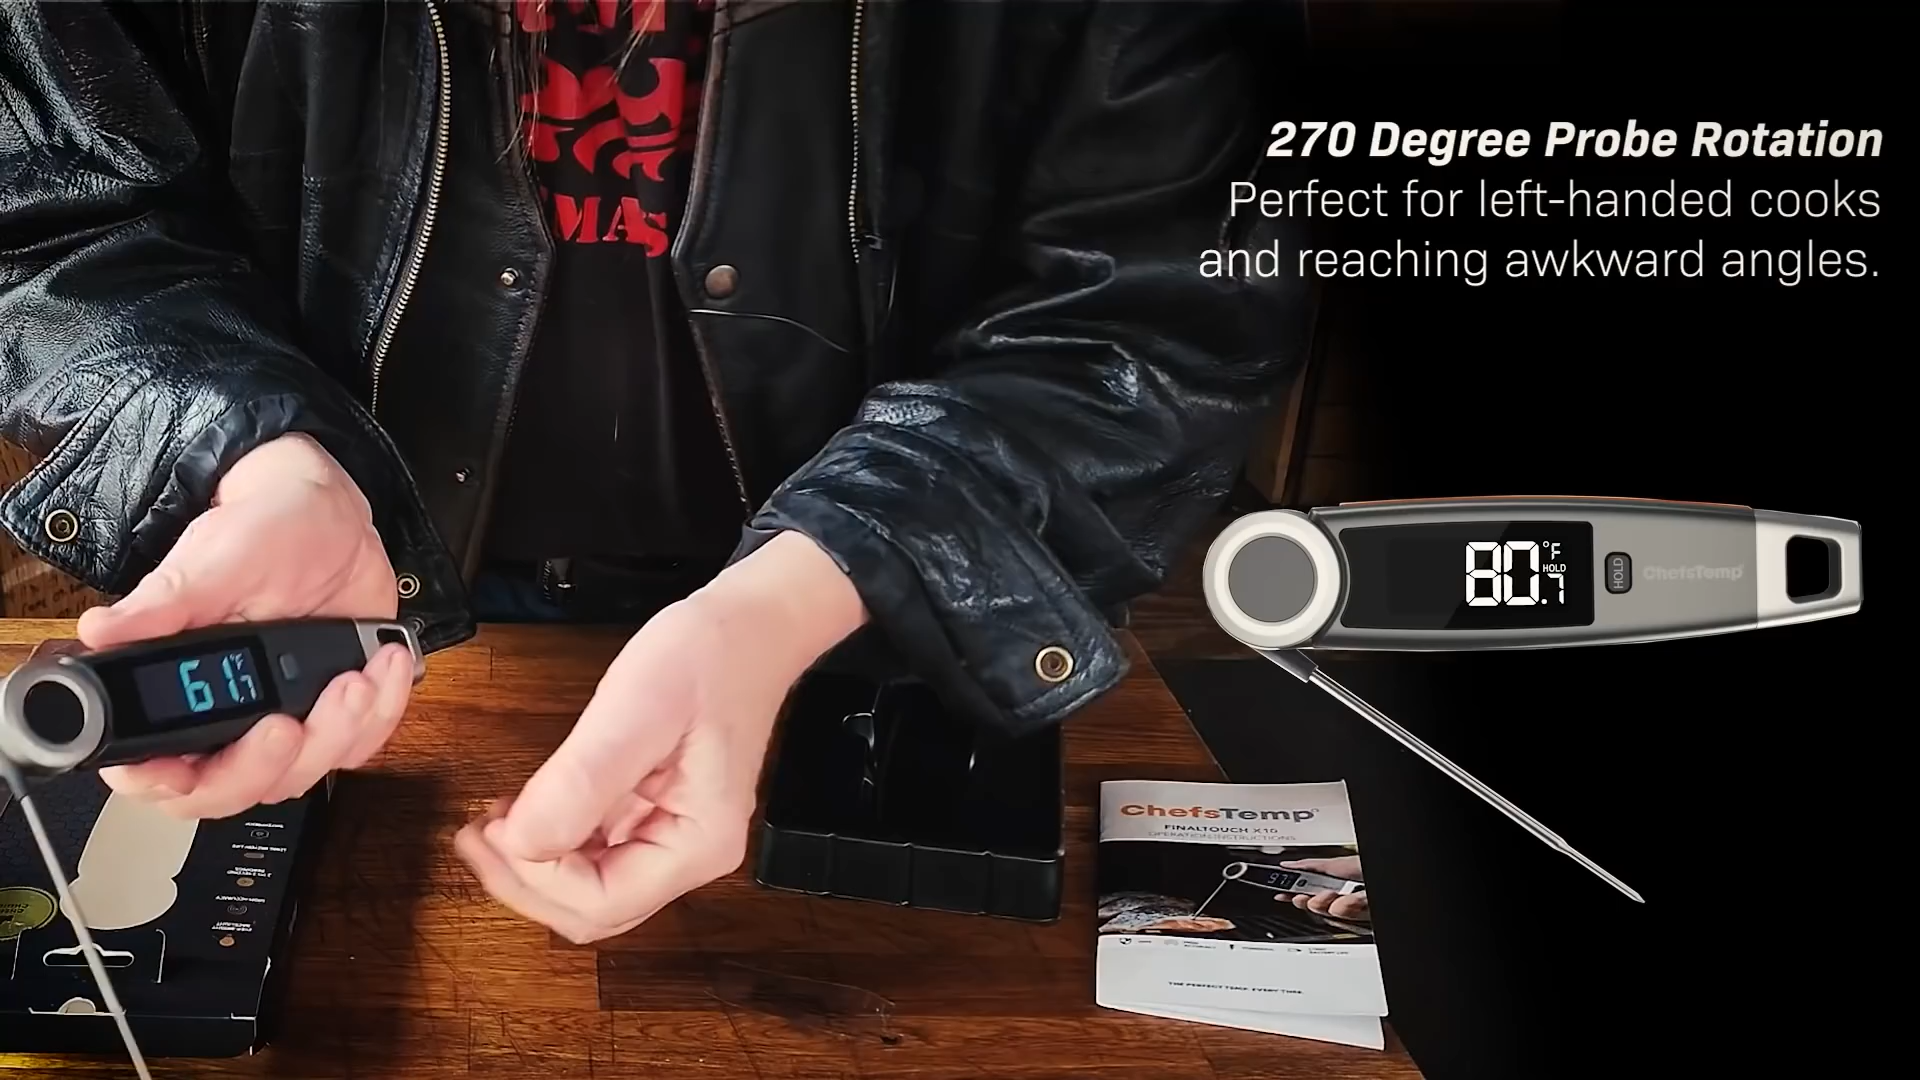 270 Degree Probe Rotation
Perfect for left-handed cooks
and reaching awkward angles.
MAS
80.7 °F
HOLD
HOLD
ChefsTemp
61.7 °F
ChefsTemp
FINALTOUCH X10
OPERATION INSTRUCTIONS
THE PERFECT TEMP. EVERY TIME.